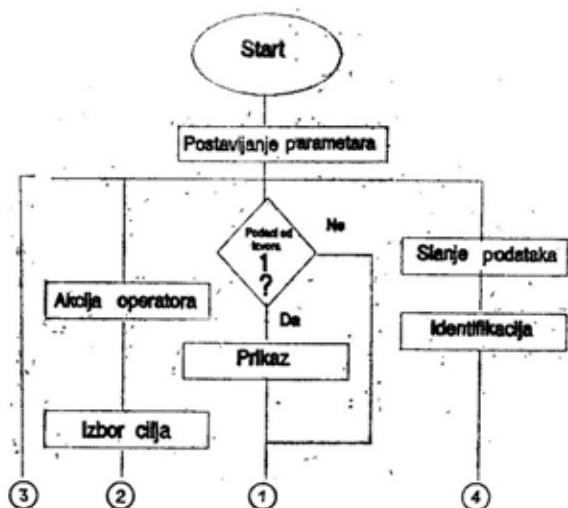 Start
Postavljanje parametara
Podaci od
izvora
1
?
Ne
Da
Slanje podataka
Akcija operatora
Identifikacija
Prikaz
Izbor cilja
3
2
1
4